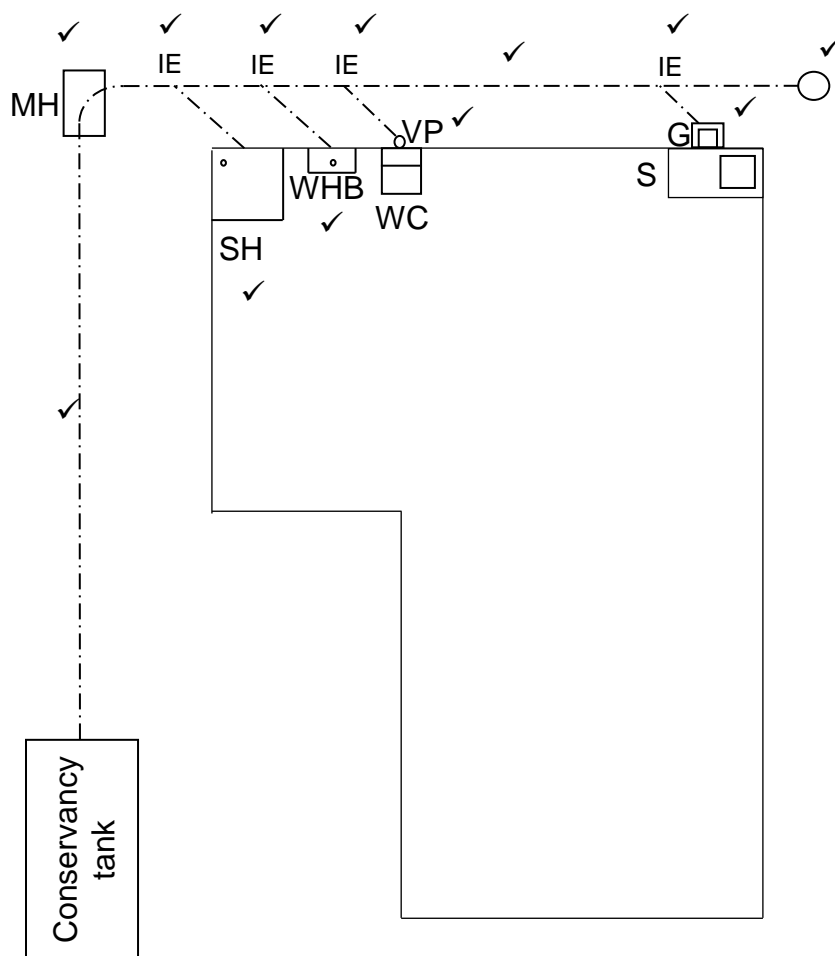 IE IE IE IE
MH
VP G
WHB S
WC
SH
Conservancy
tank